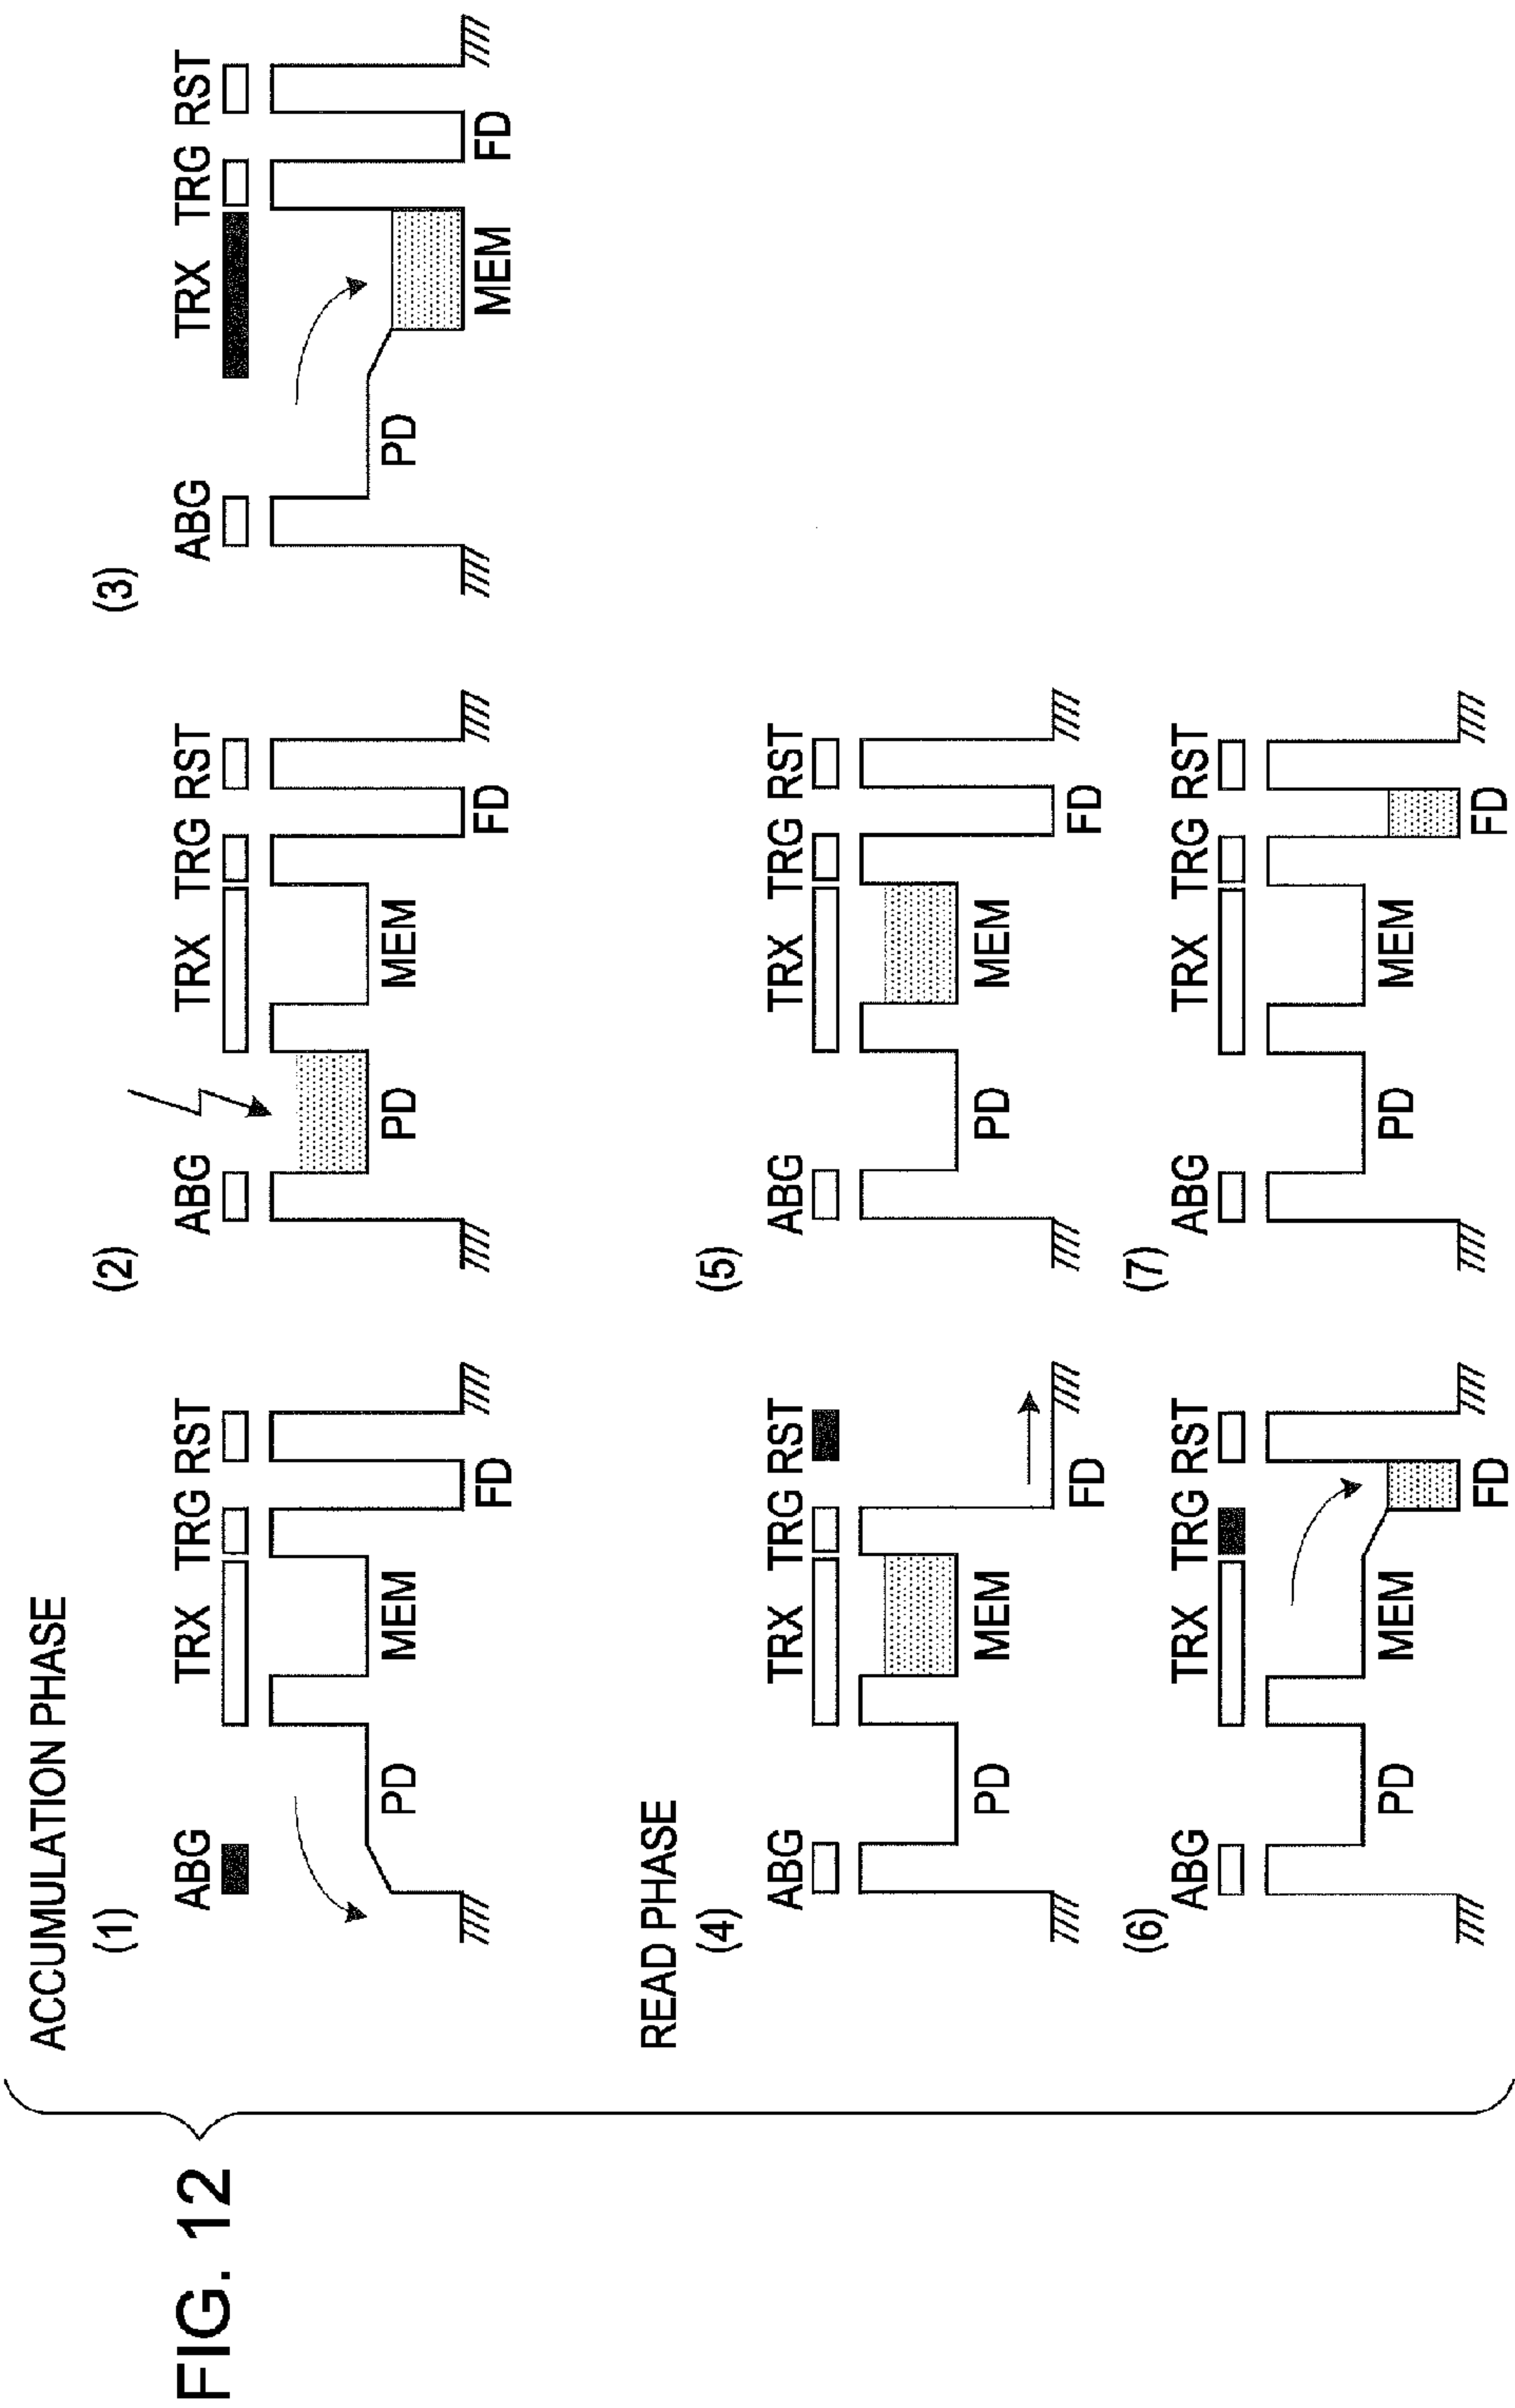 FIG. 12
ACCUMULATION PHASE
(1)
ABG TRX TRG RST
PD MEM FD
(2)
ABG TRX TRG RST
PD MEM FD
(3)
ABG TRX TRG RST
PD MEM FD
READ PHASE
(4)
ABG TRX TRG RST
PD MEM FD
(5)
ABG TRX TRG RST
PD MEM FD
(6)
ABG TRX TRG RST
PD MEM FD
(7)
ABG TRX TRG RST
PD MEM FD